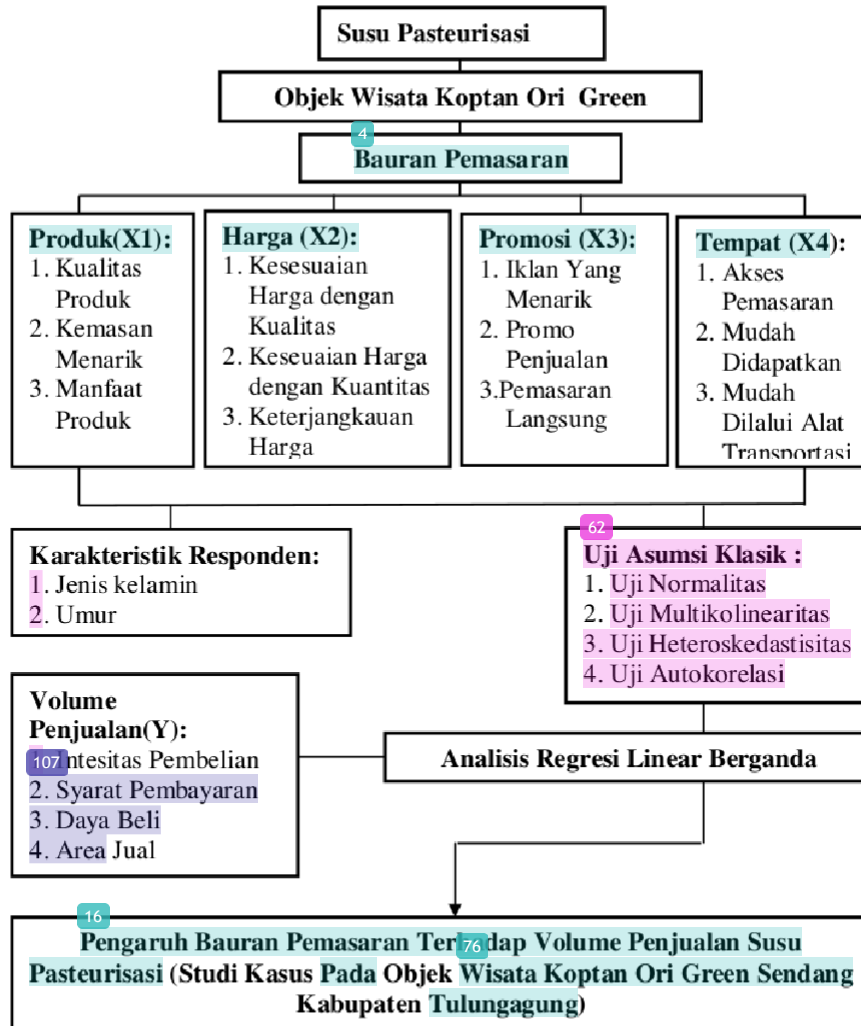 Susu Pasteurisasi
Objek Wisata Koptan Ori Green
4
Bauran Pemasaran
Produk(X1):
1. Kualitas
Produk
2. Kemasan
Menarik
3. Manfaat
Produk
Harga (X2):
1. Kesesuaian
Harga dengan
Kualitas
2. Keseuaian Harga
dengan Kuantitas
3. Keterjangkauan
Harga
Promosi (X3):
1. Iklan Yang
Menarik
2. Promo
Penjualan
3.Pemasaran
Langsung
Tempat (X4):
1. Akses
Pemasaran
2. Mudah
Didapatkan
3. Mudah
Dilalui Alat
Transportasi
Karakteristik Responden:
1. Jenis kelamin
2. Umur
62
Uji Asumsi Klasik :
1. Uji Normalitas
2. Uji Multikolinearitas
3. Uji Heteroskedastisitas
4. Uji Autokorelasi
Volume
Penjualan(Y):
1. Intesitas Pembelian
107
2. Syarat Pembayaran
3. Daya Beli
4. Area Jual
Analisis Regresi Linear Berganda
16
Pengaruh Bauran Pemasaran Terhadap Volume Penjualan Susu
76
Pasteurisasi (Studi Kasus Pada Objek Wisata Koptan Ori Green Sendang
Kabupaten Tulungagung)